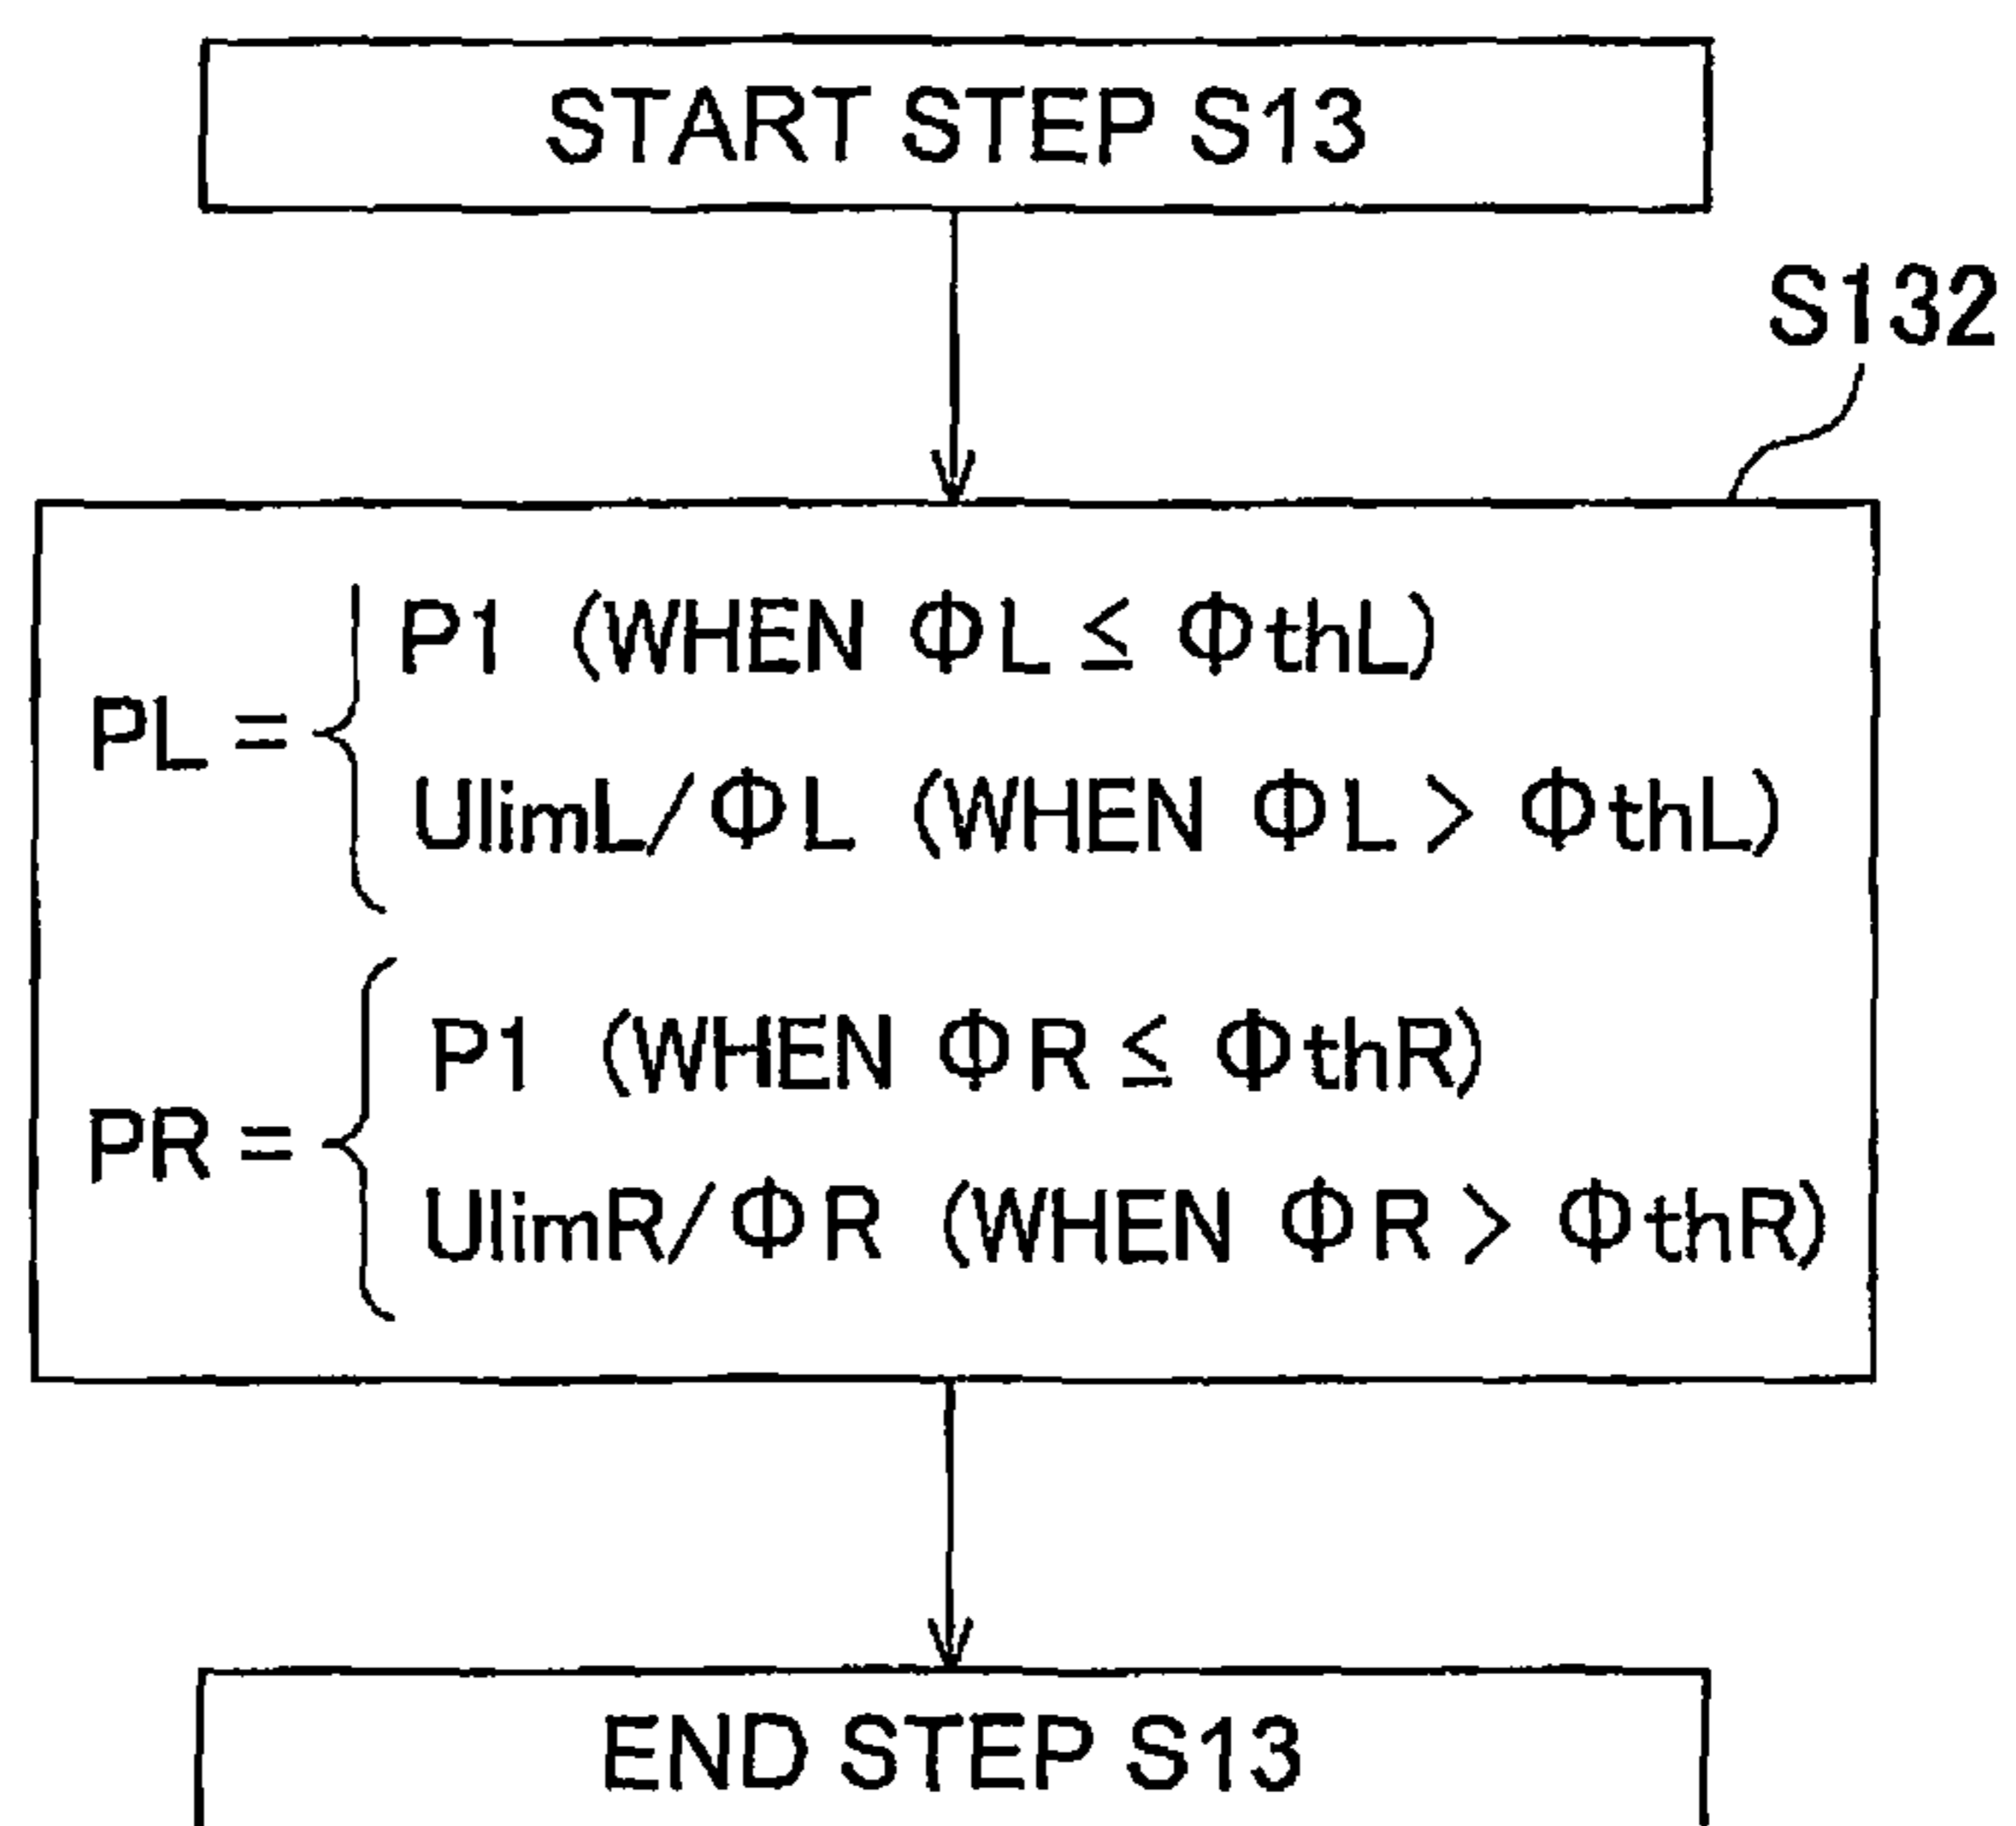 START STEP S13
S132
P1 (WHEN ΦL ≤ ΦthL)
PL =
UlimL/ΦL (WHEN ΦL > ΦthL)
P1 (WHEN ΦR ≤ ΦthR)
PR =
UlimR/ΦR (WHEN ΦR > ΦthR)
END STEP S13